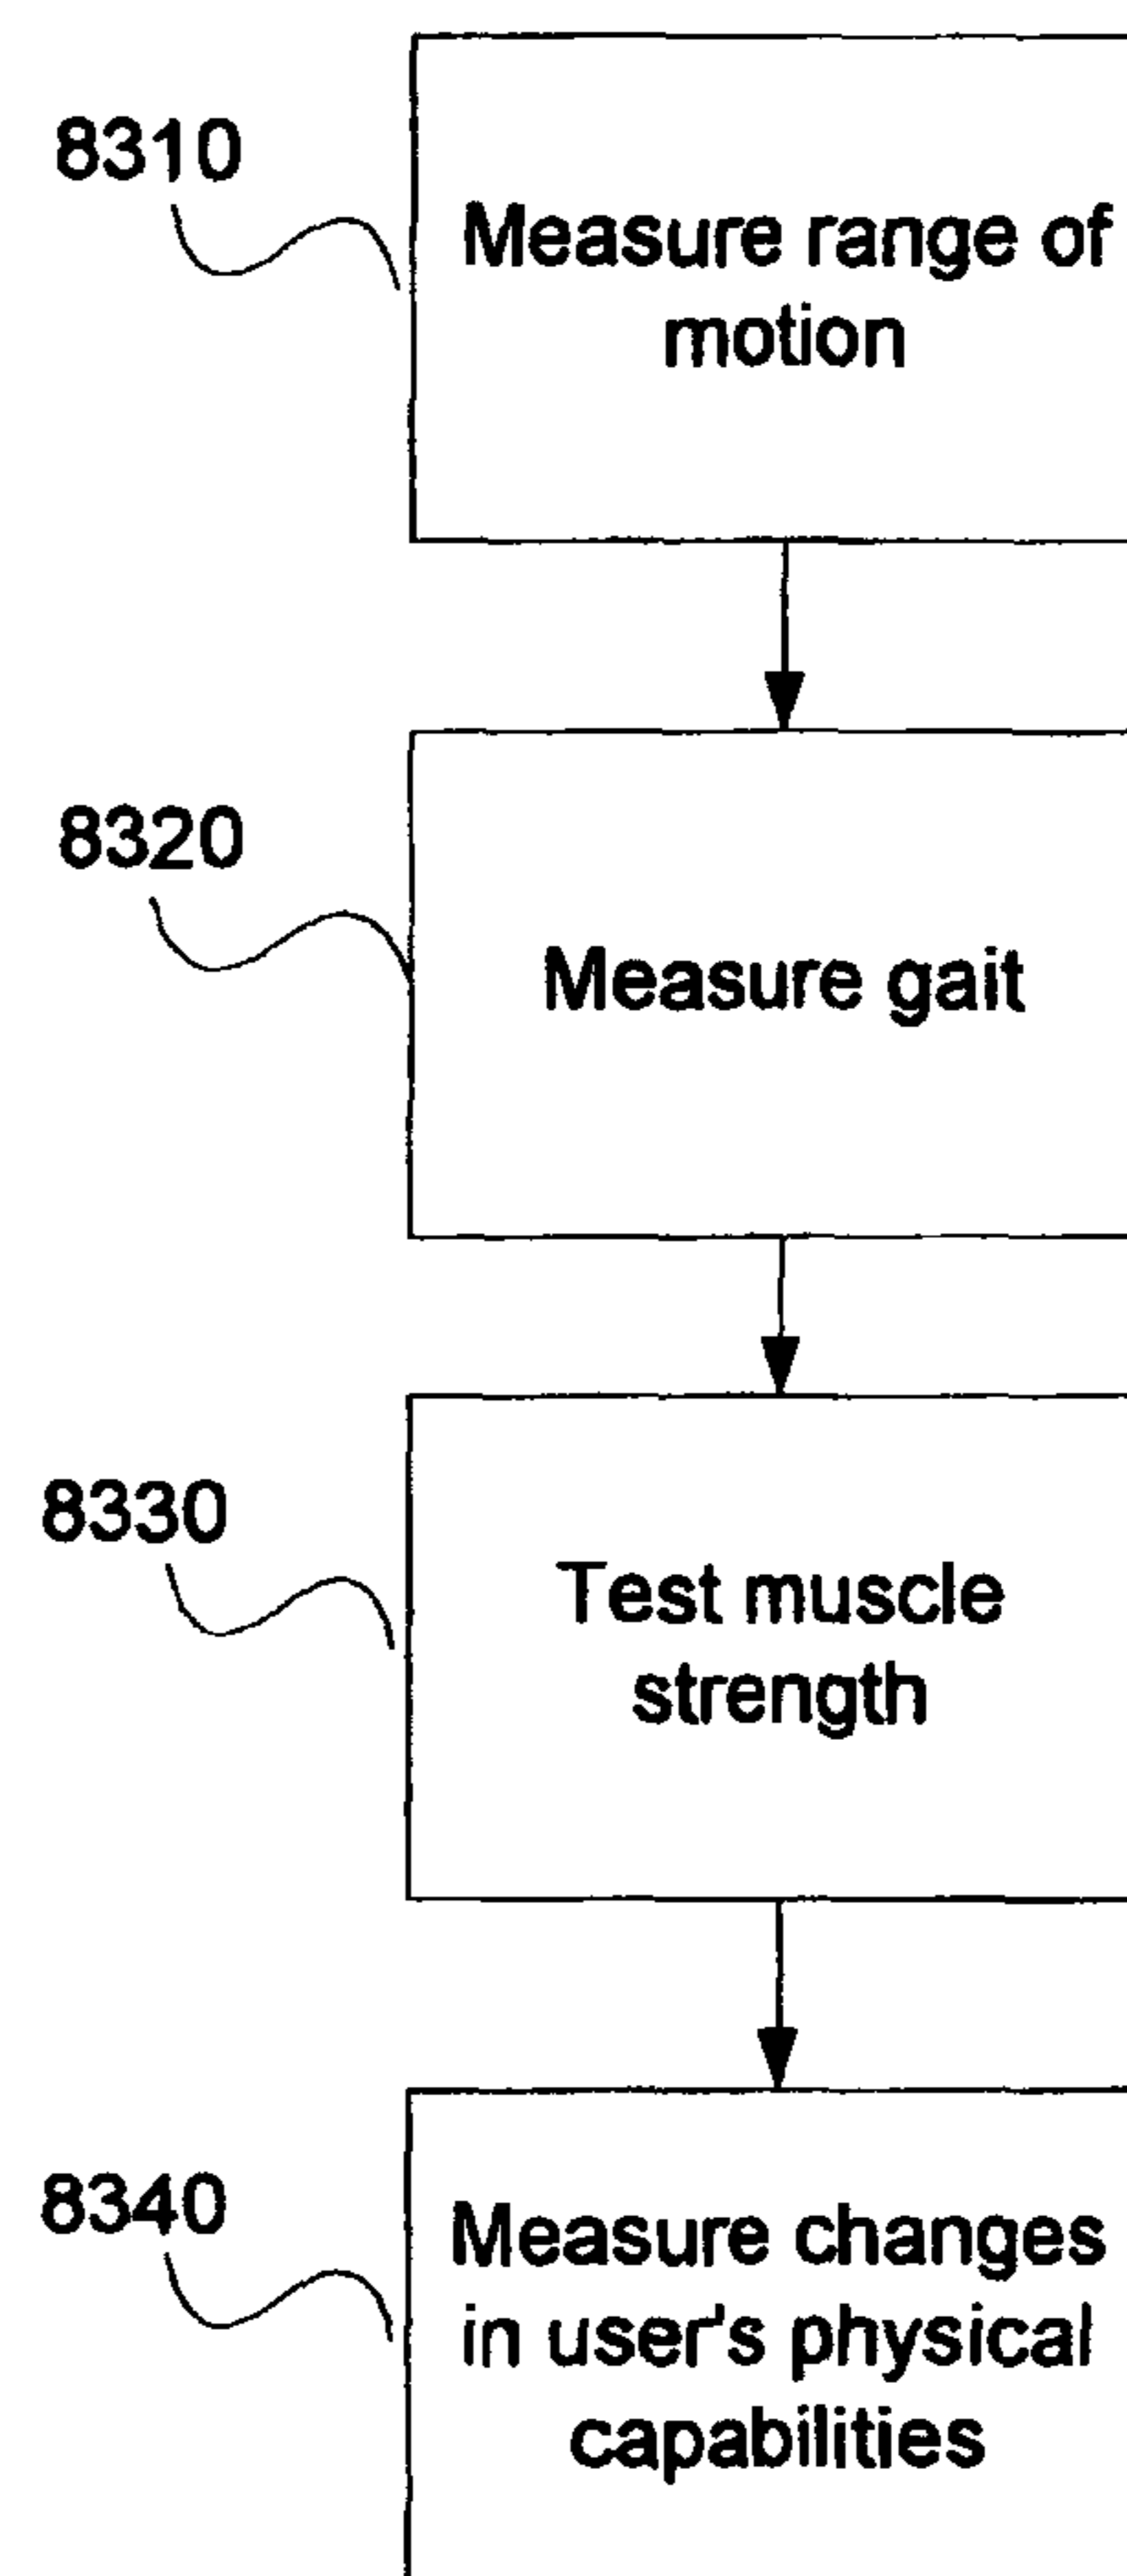 8310
Measure range of
motion
8320
Measure gait
8330
Test muscle
strength
8340
Measure changes
in user's physical
capabilities